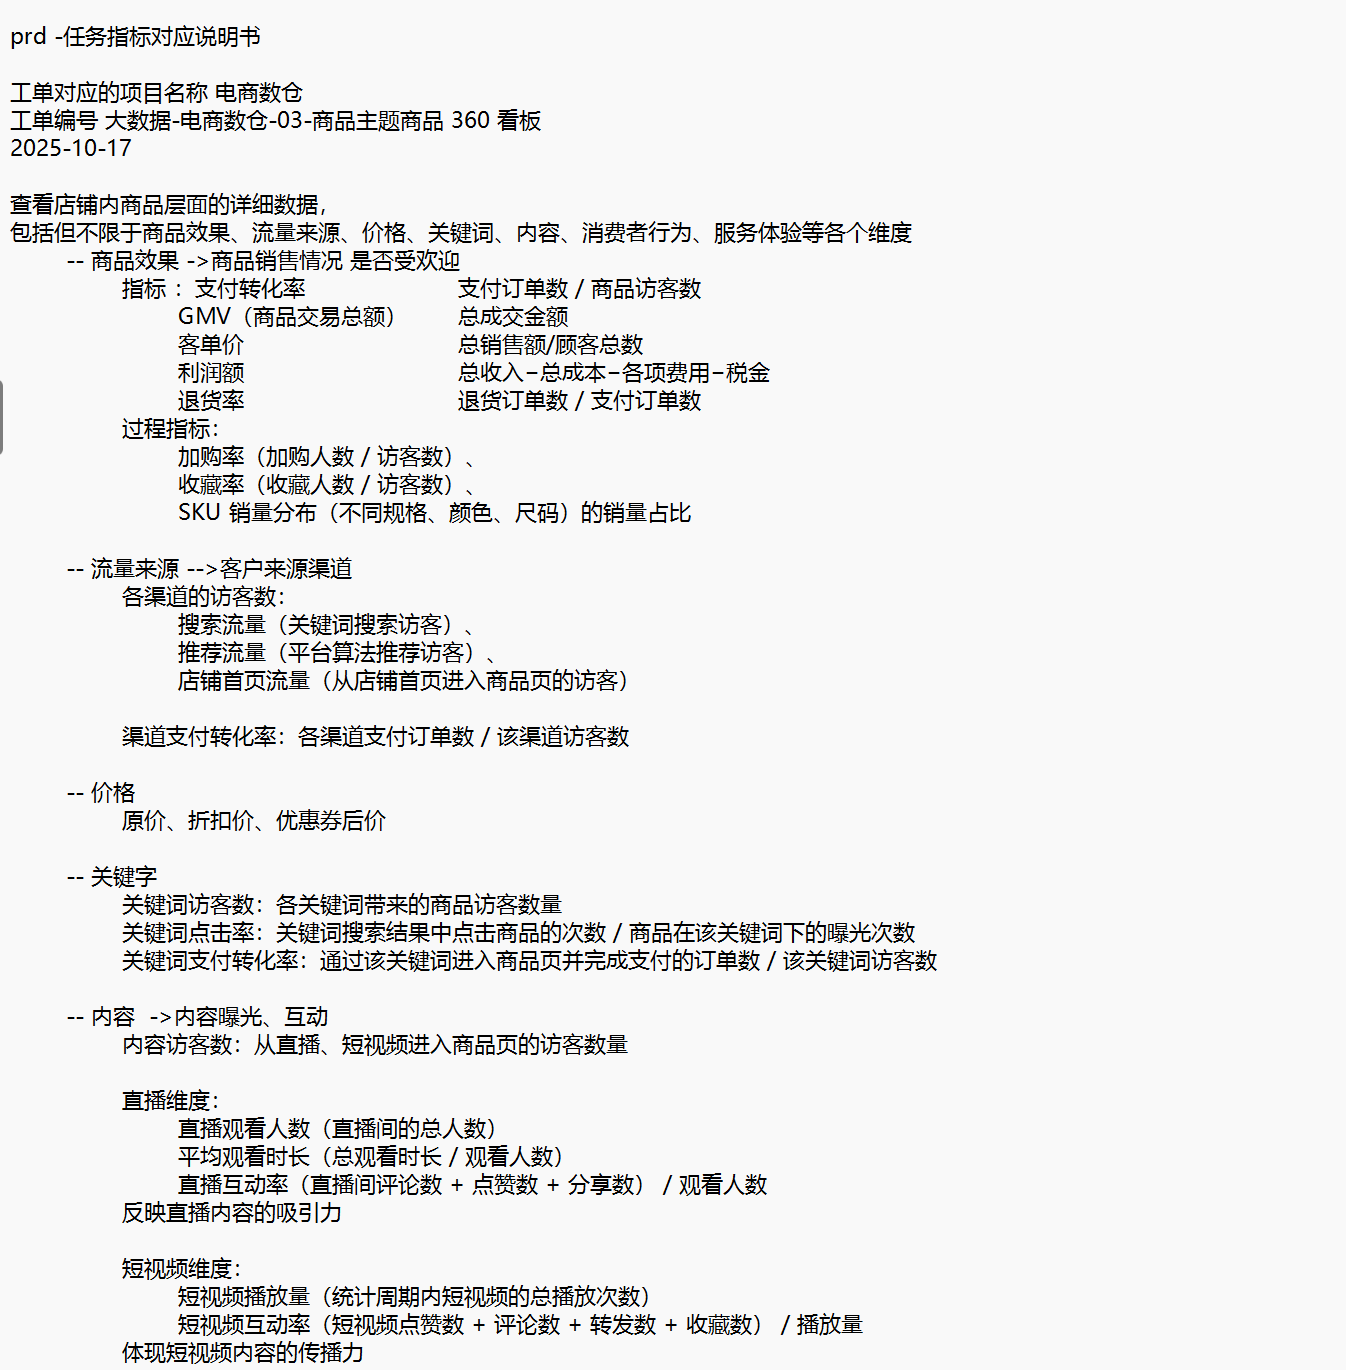 prd -任务指标对应说明书
工单对应的项目名称 电商数仓
工单编号 大数据-电商数仓-03-商品主题商品 360 看板
2025-10-17
查看店铺内商品层面的详细数据，
包括但不限于商品效果、流量来源、价格、关键词、内容、消费者行为、服务体验等各个维度
-- 商品效果 ->商品销售情况 是否受欢迎
指标 ：支付转化率 支付订单数 / 商品访客数
GMV（商品交易总额） 总成交金额
客单价 总销售额/顾客总数
利润额 总收入−总成本−各项费用−税金
退货率 退货订单数 / 支付订单数
过程指标：
加购率（加购人数 / 访客数）、
收藏率（收藏人数 / 访客数）、
SKU 销量分布（不同规格、颜色、尺码）的销量占比
-- 流量来源 -->客户来源渠道
各渠道的访客数：
搜索流量（关键词搜索访客）、
推荐流量（平台算法推荐访客）、
店铺首页流量（从店铺首页进入商品页的访客）
渠道支付转化率：各渠道支付订单数 / 该渠道访客数
-- 价格
原价、折扣价、优惠券后价
-- 关键字
关键词访客数：各关键词带来的商品访客数量
关键词点击率：关键词搜索结果中点击商品的次数 / 商品在该关键词下的曝光次数
关键词支付转化率：通过该关键词进入商品页并完成支付的订单数 / 该关键词访客数
-- 内容 ->内容曝光、互动
内容访客数：从直播、短视频进入商品页的访客数量
直播维度：
直播观看人数（直播间的总人数）
平均观看时长（总观看时长 / 观看人数）
直播互动率（直播间评论数 + 点赞数 + 分享数） / 观看人数
反映直播内容的吸引力
短视频维度：
短视频播放量（统计周期内短视频的总播放次数）
短视频互动率（短视频点赞数 + 评论数 + 转发数 + 收藏数） / 播放量
体现短视频内容的传播力